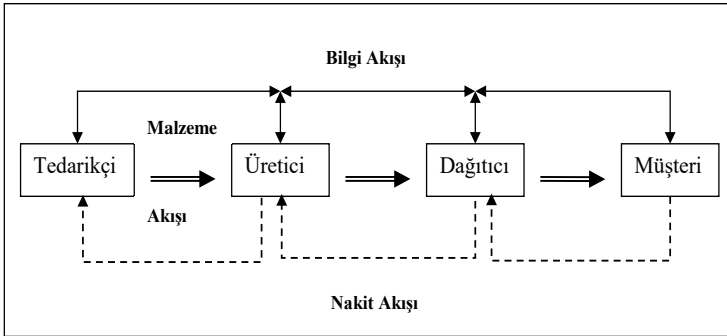 Bilgi Akışı
Malzeme
Tedarikçi
Üretici
Dağıtıcı
Müşteri
Akışı
Nakit Akışı